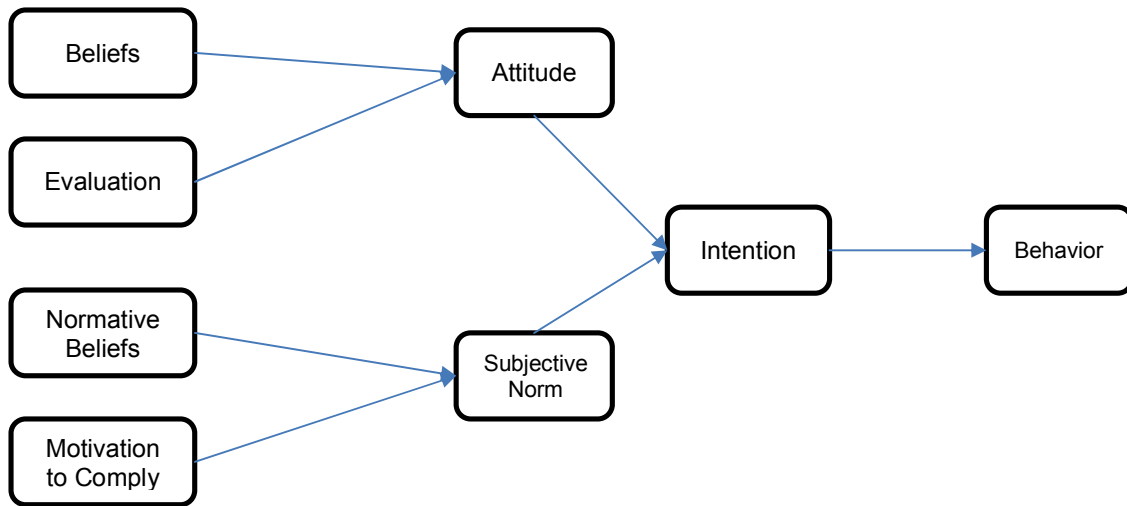 Beliefs
Attitude
Evaluation
Intention
Behavior
Normative
Beliefs
Subjective
Norm
Motivation
to Comply